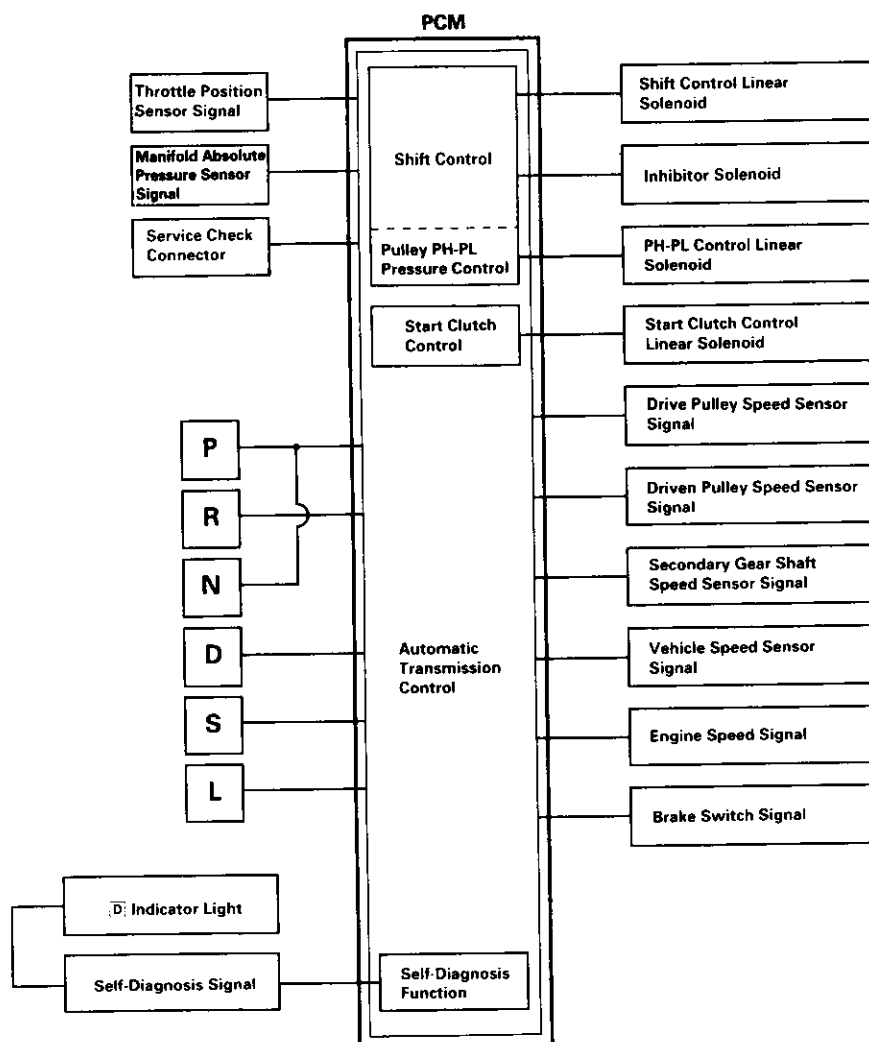 PCM
Throttle Position
Sensor Signal
Manifold Absolute
Pressure Sensor
Signal
Service Check
Connector
P
R
N
D
S
L
D Indicator Light
Self-Diagnosis Signal
Shift Control
Pulley PH-PL
Pressure Control
Start Clutch
Control
Automatic
Transmission
Control
Self-Diagnosis
Function
Shift Control Linear
Solenoid
Inhibitor Solenoid
PH-PL Control Linear
Solenoid
Start Clutch Control
Linear Solenoid
Drive Pulley Speed Sensor
Signal
Driven Pulley Speed Sensor
Signal
Secondary Gear Shaft
Speed Sensor Signal
Vehicle Speed Sensor
Signal
Engine Speed Signal
Brake Switch Signal